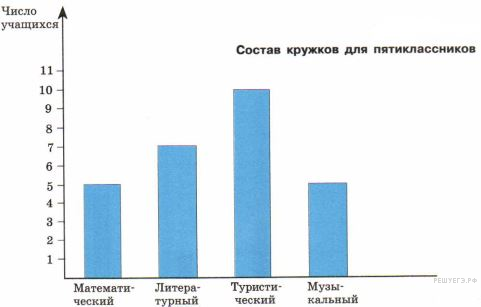 Число
учащихся
Состав кружков для пятиклассников
11
10
9
8
7
6
5
4
3
2
1
Математи-
ческий
Литера-
турный
Туристи-
ческий
Музы-
кальный
РЕШУЕГЭ.РФ